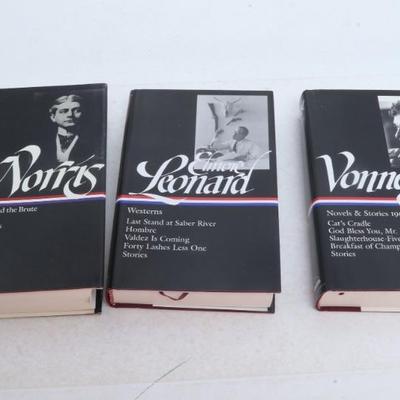 Norris
d the Brute
s
Elmore
Leonard
Westerns
Last Stand at Saber River
Hombre
Valdez Is Coming
Forty Lashes Less One
Stories
Vonne
Novels & Stories 19
Cat's Cradle
God Bless You, Mr.
Slaughterhouse-Five
Breakfast of Champ
Stories